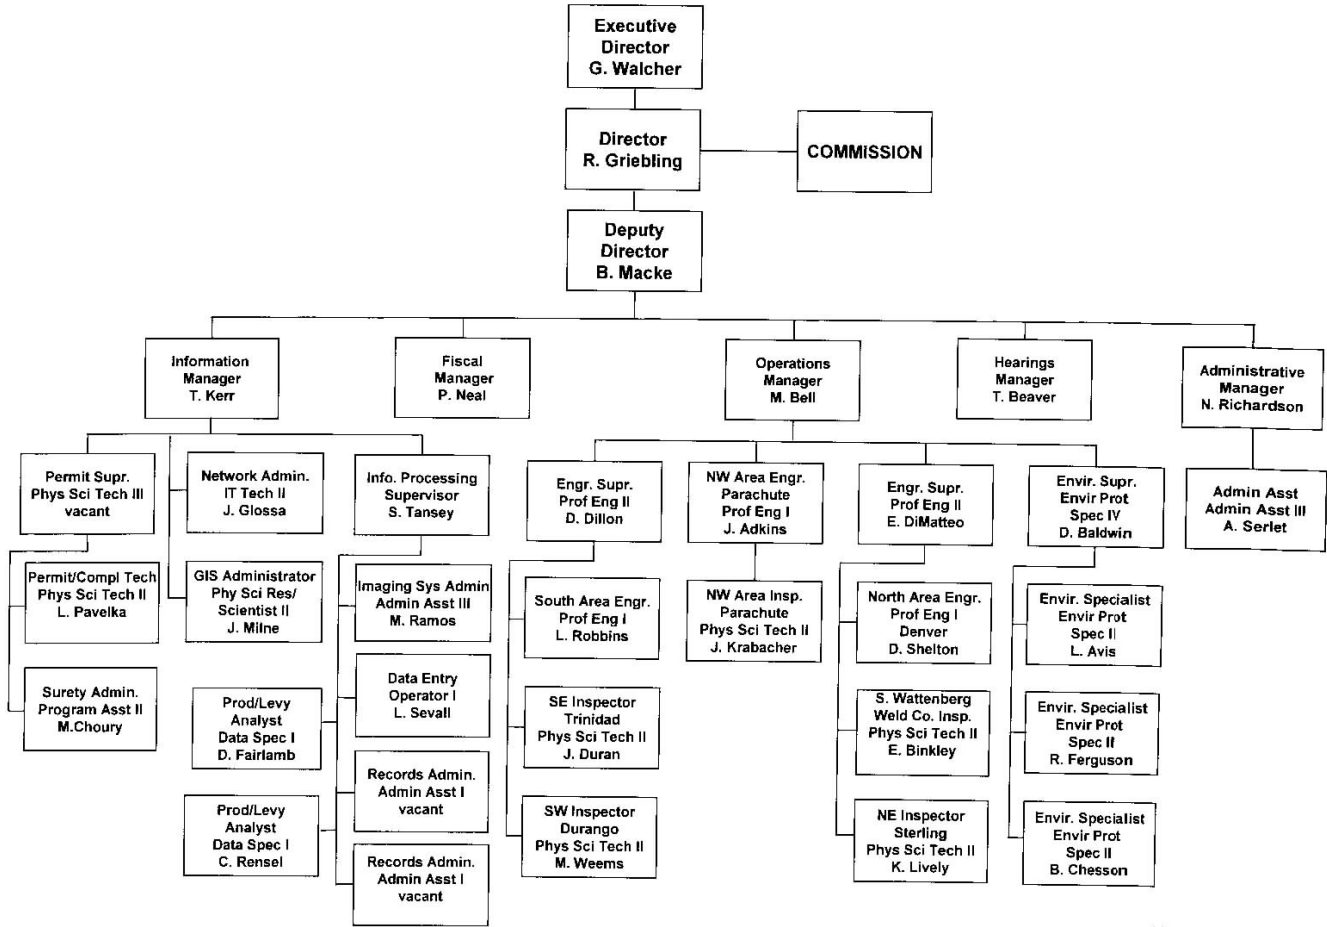 Executive
Director
G. Walcher
Director
R. Griebling
COMMISSION
Deputy
Director
B. Macke
Information
Manager
T. Kerr
Fiscal
Manager
P. Neal
Operations
Manager
M. Bell
Hearings
Manager
T. Beaver
Administrative
Manager
N. Richardson
Permit Supr.
Phys Sci Tech III
vacant
Network Admin.
IT Tech II
J. Glossa
Info. Processing
Supervisor
S. Tansey
Engr. Supr.
Prof Eng II
D. Dillon
NW Area Engr.
Parachute
Prof Eng I
J. Adkins
Engr. Supr.
Prof Eng II
E. DiMatteo
Envir. Supr.
Envir Prot
Spec IV
D. Baldwin
Admin Asst
Admin Asst III
A. Serlet
Permit/Compl Tech
Phys Sci Tech II
L. Pavelka
GIS Administrator
Phy Sci Res/
Scientist II
J. Milne
Imaging Sys Admin
Admin Asst III
M. Ramos
South Area Engr.
Prof Eng I
L. Robbins
NW Area Insp.
Parachute
Phys Sci Tech II
J. Krabacher
North Area Engr.
Prof Eng I
Denver
D. Shelton
Envir. Specialist
Envir Prot
Spec II
L. Avis
Surety Admin.
Program Asst II
M.Choury
Prod/Levy
Analyst
Data Spec I
D. Fairlamb
Data Entry
Operator I
L. Sevall
SE Inspector
Trinidad
Phys Sci Tech II
J. Duran
S. Wattenberg
Weld Co. Insp.
Phys Sci Tech II
E. Binkley
Envir. Specialist
Envir Prot
Spec II
R. Ferguson
Prod/Levy
Analyst
Data Spec I
C. Rensel
Records Admin.
Admin Asst I
vacant
SW Inspector
Durango
Phys Sci Tech II
M. Weems
NE Inspector
Sterling
Phys Sci Tech II
K. Lively
Envir. Specialist
Envir Prot
Spec II
B. Chesson
Records Admin.
Admin Asst I
vacant